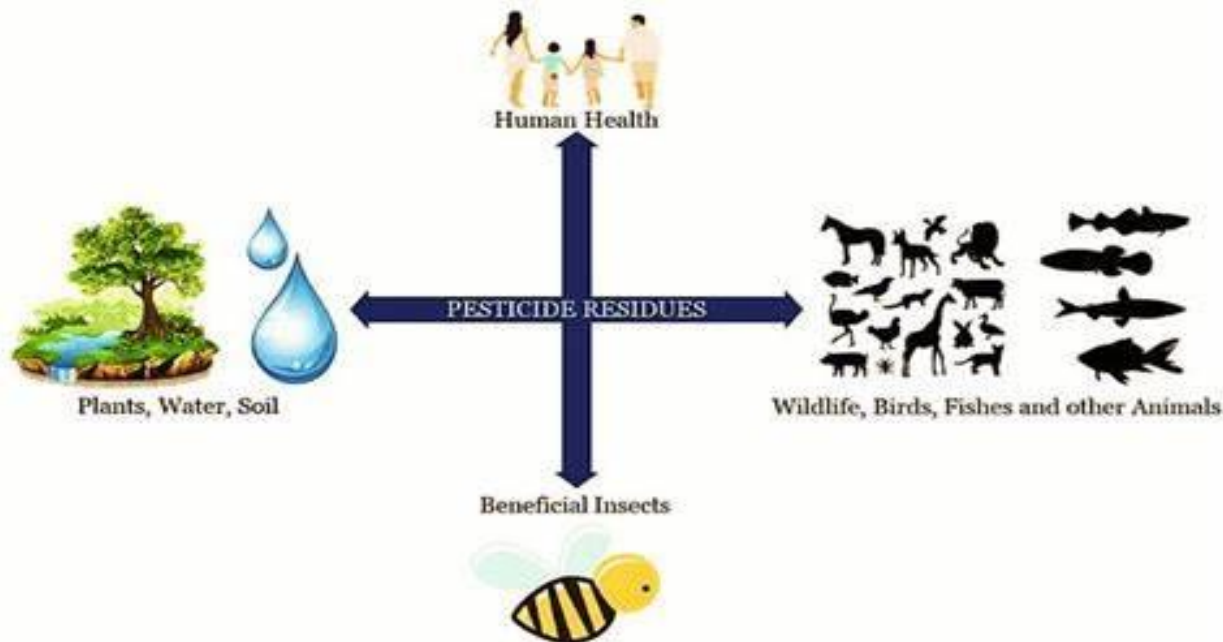 Human Health
PESTICIDE RESIDUES
Plants, Water, Soil
Wildlife, Birds, Fishes and other Animals
Beneficial Insects